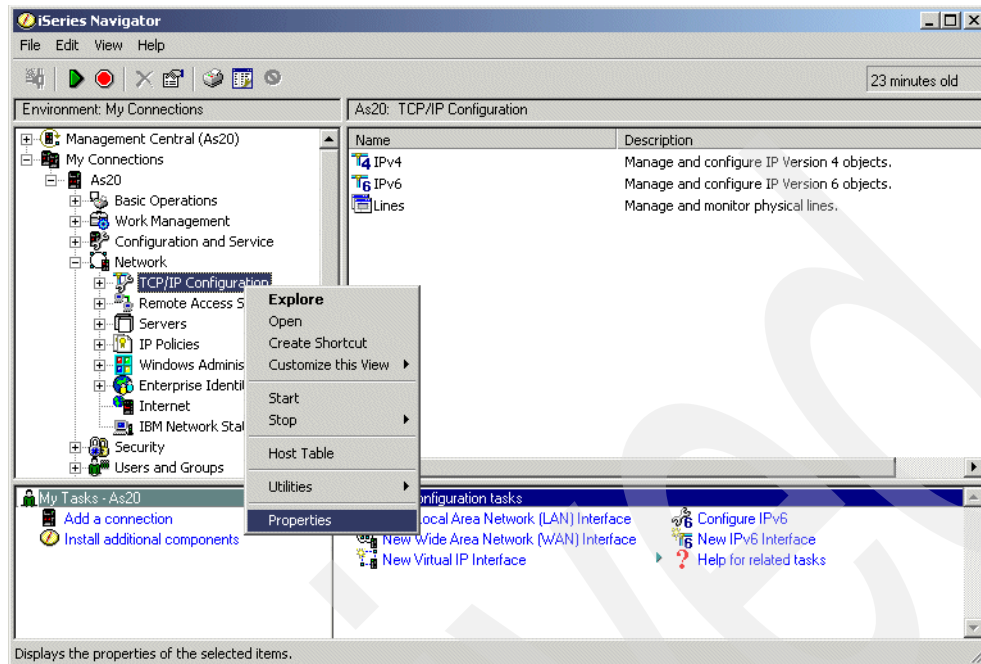 iSeries Navigator
File Edit View Help
23 minutes old
Environment: My Connections
As20: TCP/IP Configuration
Management Central (As20)
My Connections
As20
Basic Operations
Work Management
Configuration and Service
Network
TCP/IP Configuration
Remote Access S
Servers
IP Policies
Windows Adminis
Enterprise Identi
Internet
IBM Network Sta
Security
Users and Groups
Name Description
IPv4 Manage and configure IP Version 4 objects.
IPv6 Manage and configure IP Version 6 objects.
Lines Manage and monitor physical lines.
Explore
Open
Create Shortcut
Customize this View
Start
Stop
Host Table
Utilities
Properties
My Tasks - As20
Add a connection
Install additional components
onfiguration tasks
Local Area Network (LAN) Interface
New Wide Area Network (WAN) Interface
New Virtual IP Interface
Configure IPv6
New IPv6 Interface
Help for related tasks
Displays the properties of the selected items.